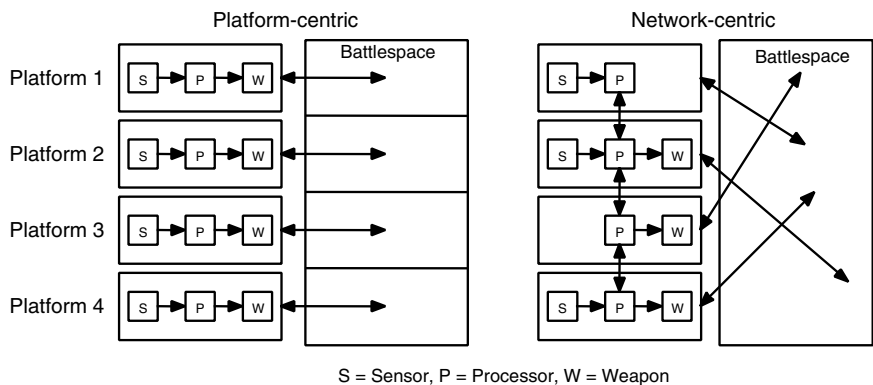 Platform-centric
Network-centric
Battlespace
Battlespace
Platform 1
S P W
S P
Platform 2
S P W
S P W
Platform 3
S P W
P W
Platform 4
S P W
S P W
S = Sensor, P = Processor, W = Weapon